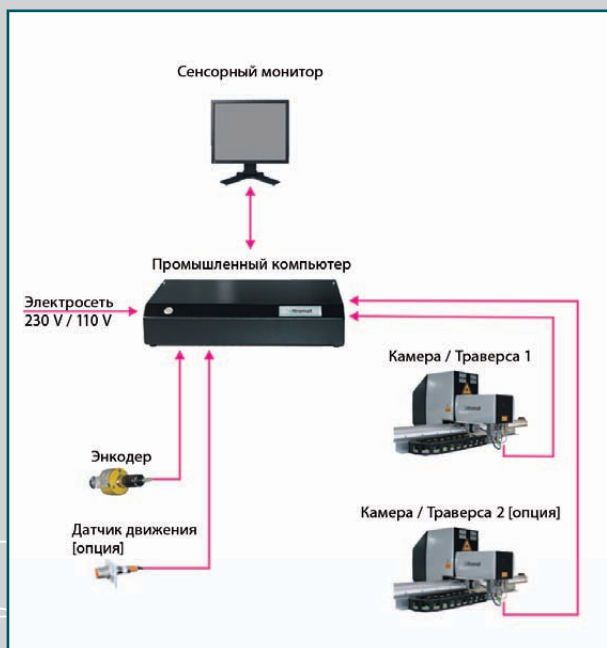 Сенсорный монитор
Промышленный компьютер
Электросеть
230 V / 110 V
Камера / Траверса 1
Энкодер
Датчик движения
[опция]
Камера / Траверса 2 [опция]